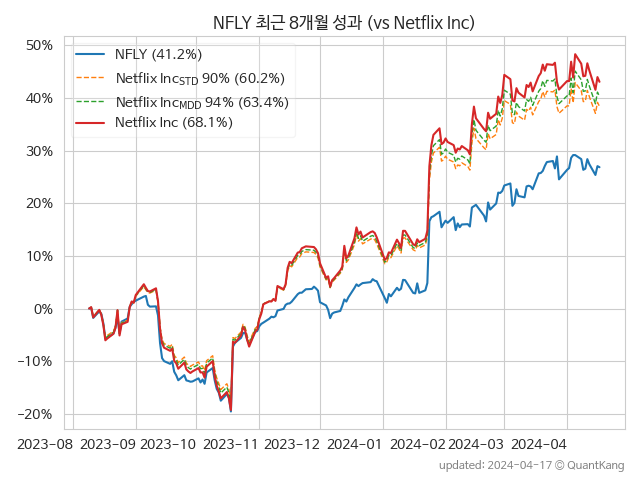 NFLY 최근 8개월 성과 (vs Netflix Inc)
50%
40%
30%
20%
10%
0%
−10%
−20%
NFLY (41.2%)
Netflix IncSTD 90% (60.2%)
Netflix IncMDD 94% (63.4%)
Netflix Inc (68.1%)
2023-08 2023-09 2023-10 2023-11 2023-12 2024-01 2024-02 2024-03 2024-04
updated: 2024-04-17 © QuantKang